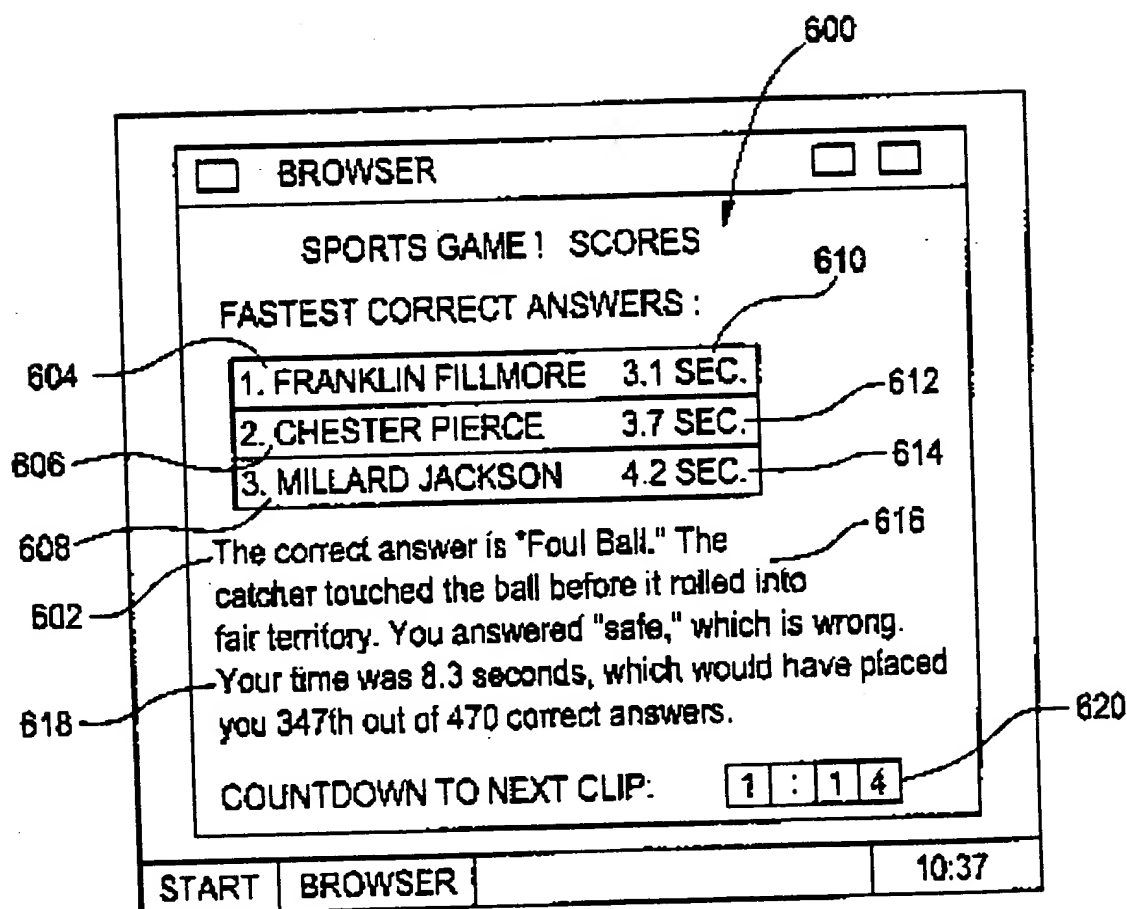 600
BROWSER
SPORTS GAME! SCORES
610
FASTEST CORRECT ANSWERS :
604
1. FRANKLIN FILLMORE 3.1 SEC.
612
2. CHESTER PIERCE 3.7 SEC.
606
3. MILLARD JACKSON 4.2 SEC.
614
608
616
The correct answer is "Foul Ball." The
catcher touched the ball before it rolled into
602
fair territory. You answered "safe," which is wrong.
Your time was 8.3 seconds, which would have placed
618
you 347th out of 470 correct answers.
620
COUNTDOWN TO NEXT CLIP: 1 : 1 4
START BROWSER 10:37